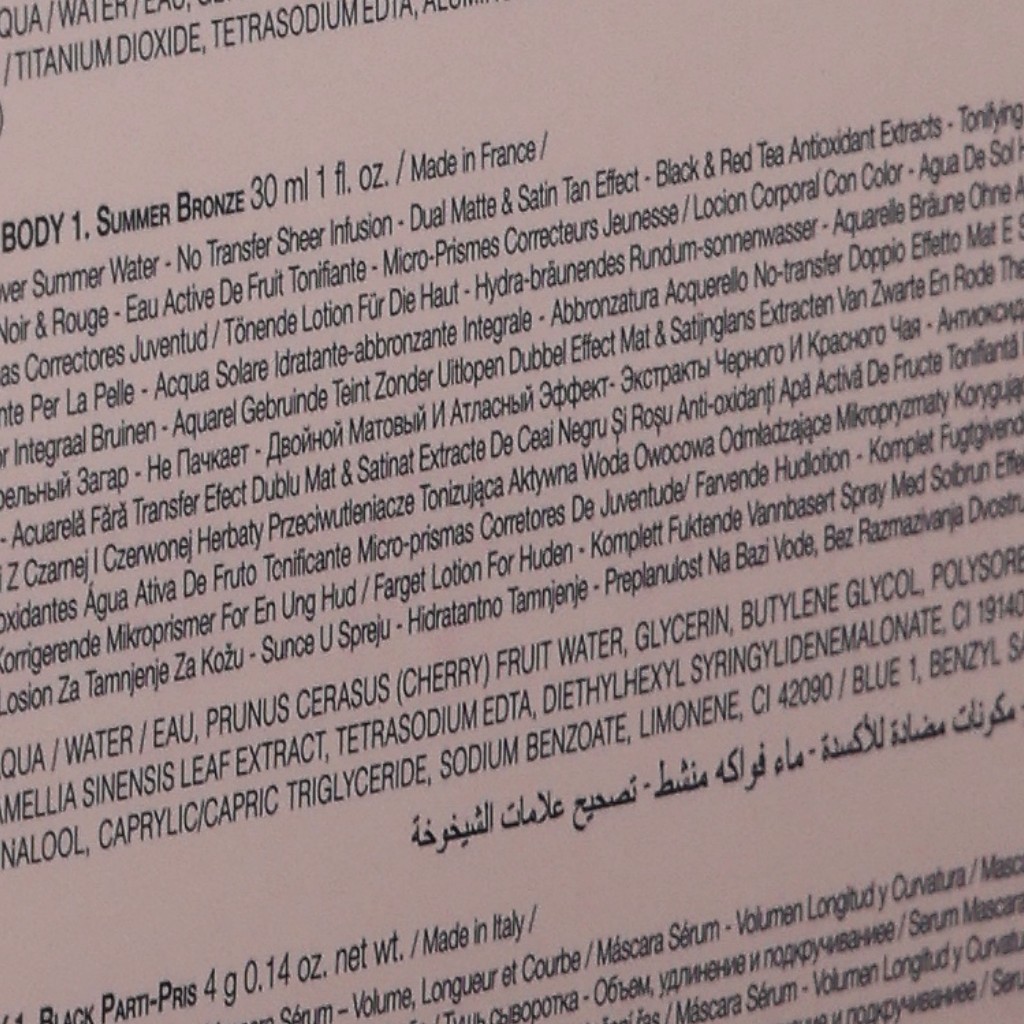 QUA / WATER / EAU,
/ TITANIUM DIOXIDE, TETRASODIUM EDTA,
)
BODY 1. SUMMER BRONZE 30 ml 1 fl. oz. / Made in France /
Summer Water - No Transfer Sheer Infusion - Dual Matte & Satin Tan Effect - Black & Red Tea Antioxidant Extracts - Tonifying
Noir & Rouge - Eau Active De Fruit Tonifiante - Micro-Prismes Correcteurs Jeunesse / Locion Corporal Con Color - Agua De Sol
as Correctores Juventud / Tönende Lotion Für Die Haut - Hydra-bräunendes Rundum-sonnenwasser - Aquarelle Bräune Ohne
nte Per La Pelle - Acqua Solare Idratante-abbronzante Integrale - Abbronzatura Acquerello No-transfer Doppio Effetto Mat E
r Integraal Bruinen - Aquarel Gebruinde Teint Zonder Uitlopen Dubbel Effect Mat & Satijnglans Extracten Van Zwarte En Rode
ельный Загар - Не Пачкает - Двойной Матовый И Атласный Эффект- Экстракты Черного И Красного Чая -
- Acuarelă Fără Transfer Efect Dublu Mat & Satinat Extracte De Ceai Negru Și Roșu Anti-oxidanți Apă Activă De Fructe Tonifiantă
i Z Czarnej I Czerwonej Herbaty Przeciwutleniacze Tonizująca Aktywna Woda Owocowa Odmładzające Mikropryzmaty
oxidantes Água Ativa De Fruto Tonificante Micro-prismas Corretores De Juventude/ Farvende Hudlotion - Komplet
Korrigerende Mikroprismer For En Ung Hud / Farget Lotion For Huden - Komplett Fuktende Vannbasert Spray Med Solbrun
Losion Za Tamnjenje Za Kožu - Sunce U Spreju - Hidratantno Tamnjenje - Preplanulost Na Bazi Vode, Bez Razmazivanja
QUA / WATER / EAU, PRUNUS CERASUS (CHERRY) FRUIT WATER, GLYCERIN, BUTYLENE GLYCOL, POLYSORB
AMELLIA SINENSIS LEAF EXTRACT, TETRASODIUM EDTA, DIETHYLHEXYL SYRINGYLIDENEMALONATE, CI 19140
NALOOL, CAPRYLIC/CAPRIC TRIGLYCERIDE, SODIUM BENZOATE, LIMONENE, CI 42090 / BLUE 1, BENZYL
مكونات مضادة للأكسدة - ماء فواكه منشط - تصحيح علامات الشيخوخة
1. BLACK PARTI-PRIS 4 g 0.14 oz. net wt. / Made in Italy /
Sérum – Volume, Longueur et Courbe / Máscara Sérum - Volumen Longitud y Curvatura /
сыворотка - Объем, удлинение и подкручивание / Serum Mascara
/ Máscara Sérum - Volumen Longitud y
и подкручивание /